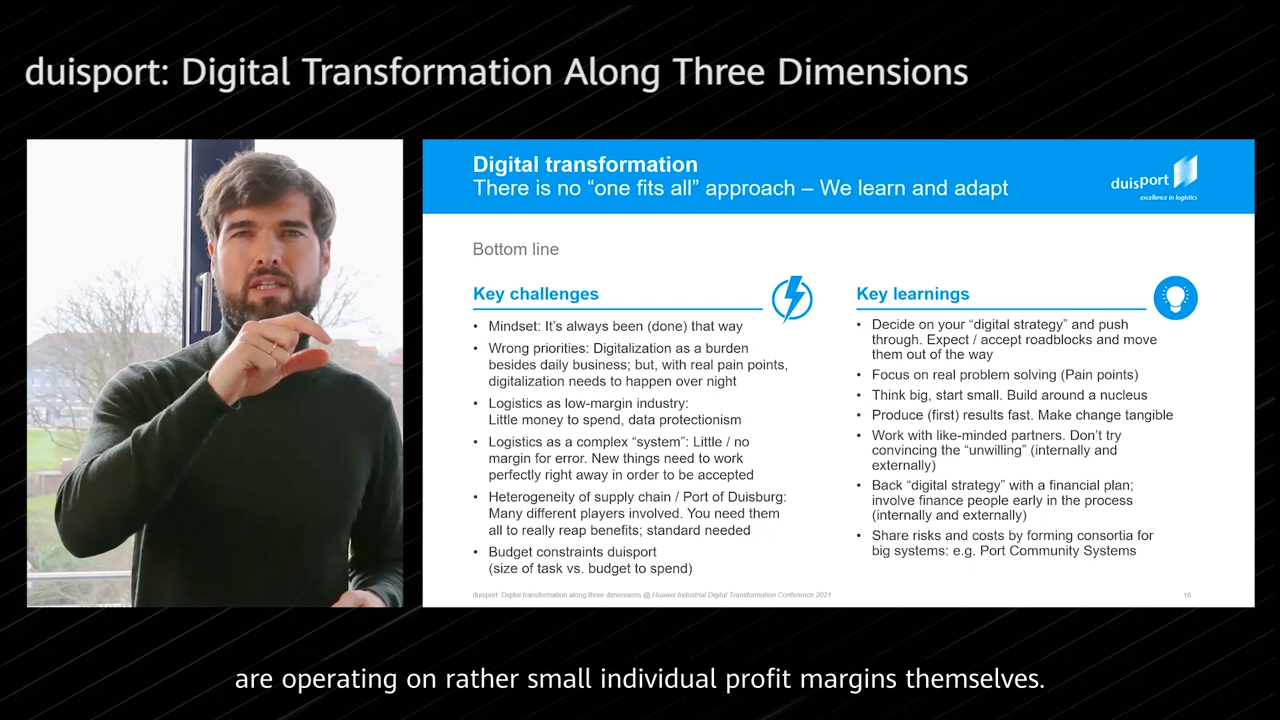 duisport: Digital Transformation Along Three Dimensions
Digital transformation
There is no “one fits all” approach – We learn and adapt
duisport
excellence in logistics
Bottom line
Key challenges
• Mindset: It’s always been (done) that way
• Wrong priorities: Digitalization as a burden
besides daily business; but, with real pain points,
digitalization needs to happen over night
• Logistics as low-margin industry:
Little money to spend, data protectionism
• Logistics as a complex “system”: Little / no
margin for error. New things need to work
perfectly right away in order to be accepted
• Heterogeneity of supply chain / Port of Duisburg:
Many different players involved. You need them
all to really reap benefits; standard needed
• Budget constraints duisport
(size of task vs. budget to spend)
Key learnings
• Decide on your “digital strategy” and push
through. Expect / accept roadblocks and move
them out of the way
• Focus on real problem solving (Pain points)
• Think big, start small. Build around a nucleus
• Produce (first) results fast. Make change tangible
• Work with like-minded partners. Don’t try
convincing the “unwilling” (internally and
externally)
• Back “digital strategy” with a financial plan;
involve finance people early in the process
(internally and externally)
• Share risks and costs by forming consortia for
big systems: e.g. Port Community Systems
duisport: Digital transformation along three dimensions @ Huawei Industrial Digital Transformation Conference 2021
16
are operating on rather small individual profit margins themselves.